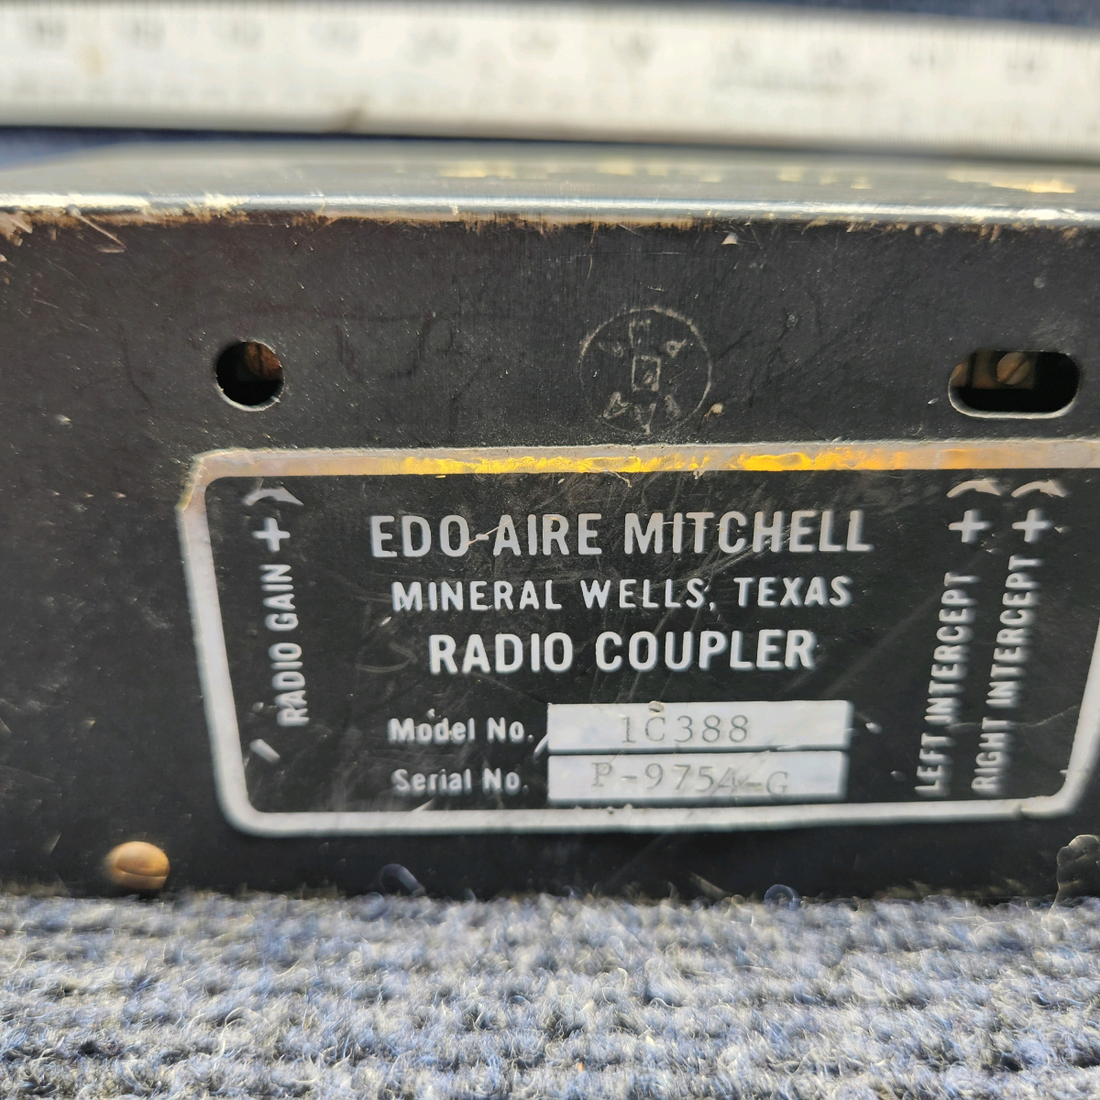 EDO-AIRE MITCHELL
MINERAL WELLS, TEXAS
RADIO COUPLER
Model No. 1C388
Serial No. P-975A-G
- RADIO GAIN +
LEFT INTERCEPT +
RIGHT INTERCEPT +